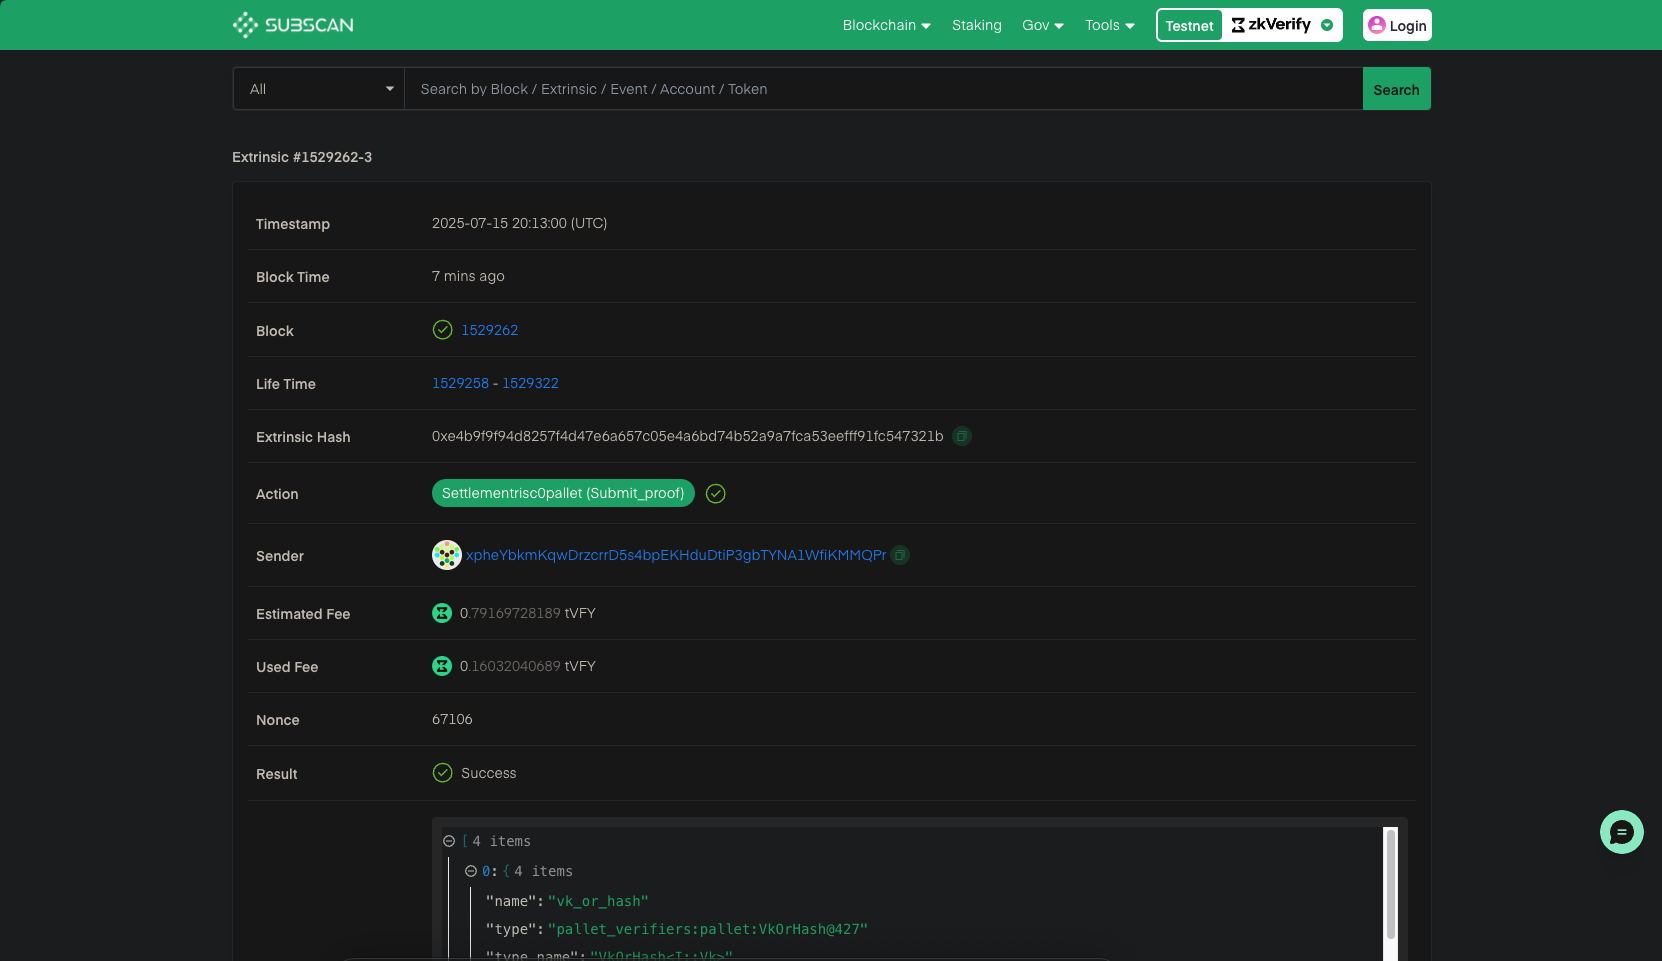 SUBSCAN
Blockchain Staking Gov Tools Testnet zkVerify Login
All Search by Block / Extrinsic / Event / Account / Token Search
Extrinsic #1529262-3
Timestamp 2025-07-15 20:13:00 (UTC)
Block Time 7 mins ago
Block 1529262
Life Time 1529258 - 1529322
Extrinsic Hash 0xe4b9f9f94d8257f4d47e6a657c05e4a6bd74b52a9a7fca53eefff91fc547321b
Action Settlementrisc0pallet (Submit_proof)
Sender xpheYbkmKqwDrzcrrD5s4bpEKHduDtiP3gbTYNA1WfiKMMQPr
Estimated Fee 0.79169728189 tVFY
Used Fee 0.16032040689 tVFY
Nonce 67106
Result Success
[ 4 items
0: { 4 items
"name": "vk_or_hash"
"type": "pallet_verifiers:pallet:VkOrHash@427"
"type_name": "VkOrHash<I::Vk>"